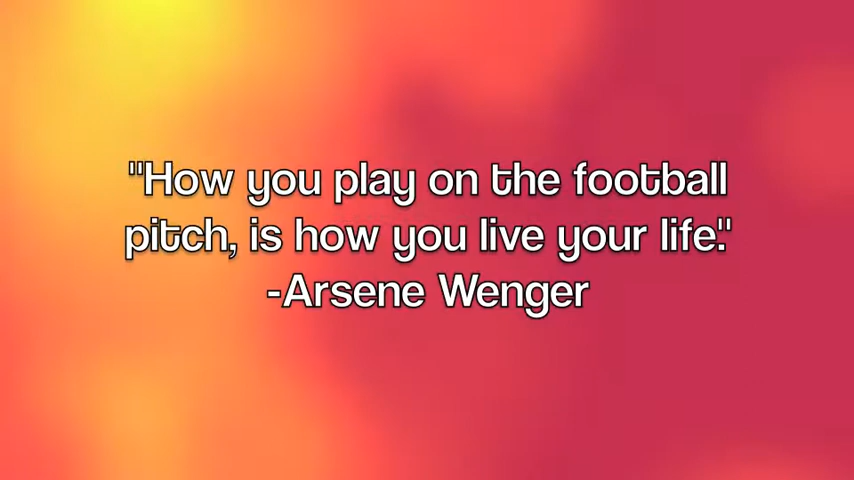 "How you play on the football
pitch, is how you live your life."
-Arsene Wenger